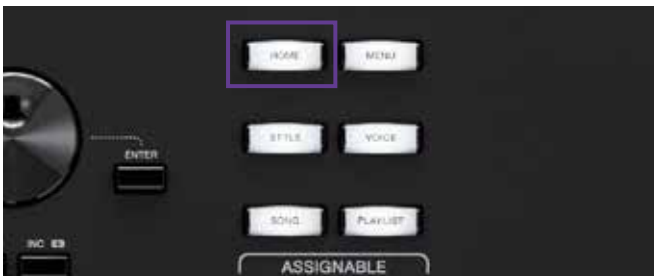 HOME MENU
STYLE VOICE
ENTER
SONG PLAYLIST
INC
ASSIGNABLE